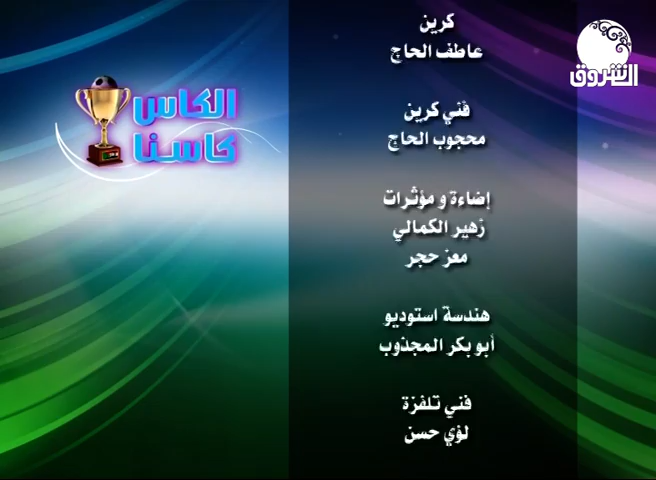 كرين
عاطف الحاج
فني كرين
محجوب الحاج
إضاءة و مؤثرات
زهير الكمالي
معز حجر
هندسة استوديو
أبو بكر المجذوب
فني تلفزة
لؤي حسن
الكاس
كاسنا
الشروق